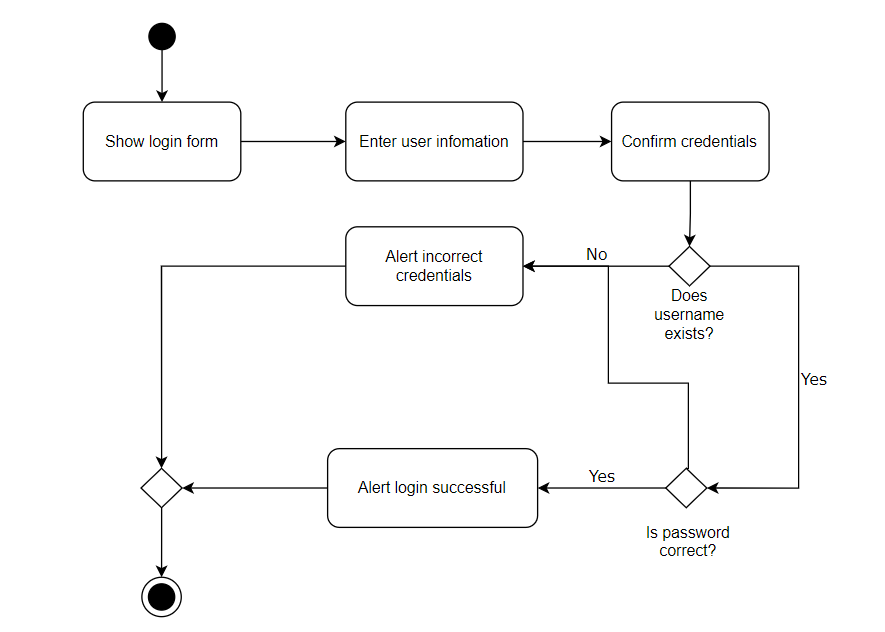 Show login form
Enter user infomation
Confirm credentials
Alert incorrect
credentials
No
Does
username
exists?
Yes
Alert login successful
Yes
Is password
correct?